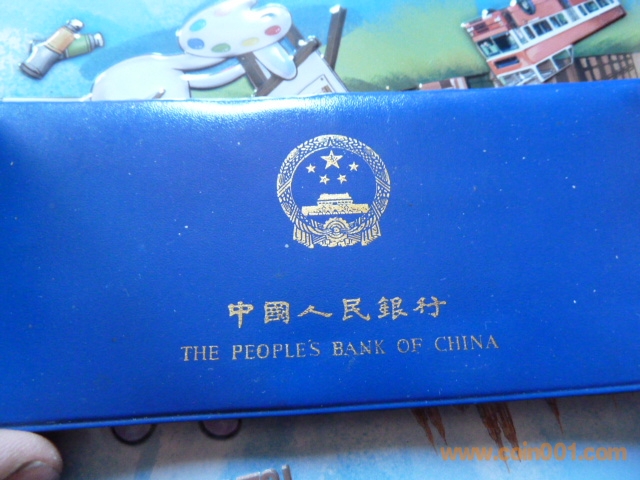 中國人民銀行
THE PEOPLE'S BANK OF CHINA
www.coin001.com